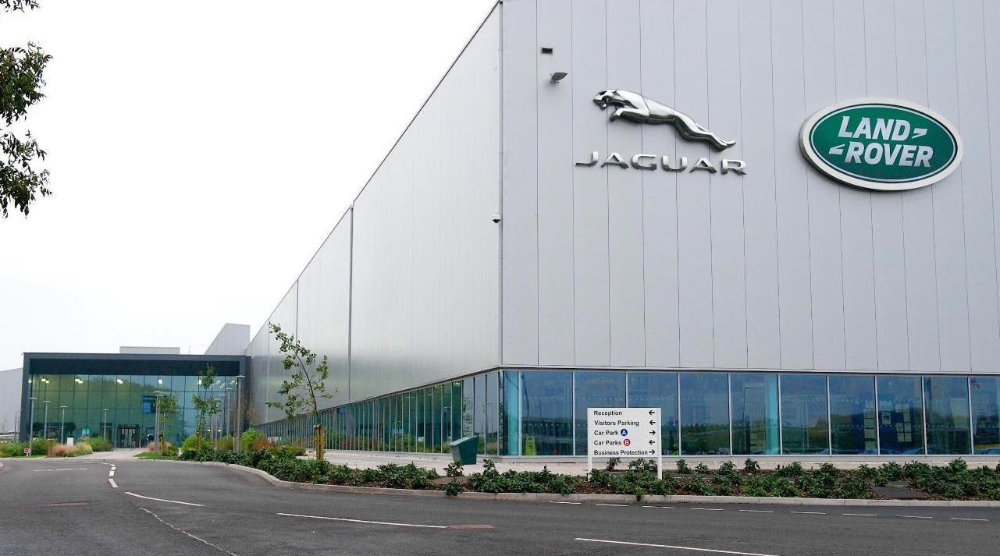 JAGUAR
LAND
ROVER
Reception ←
Visitors Parking ←
Car Park A →
Car Parks B ←
Business Protection →